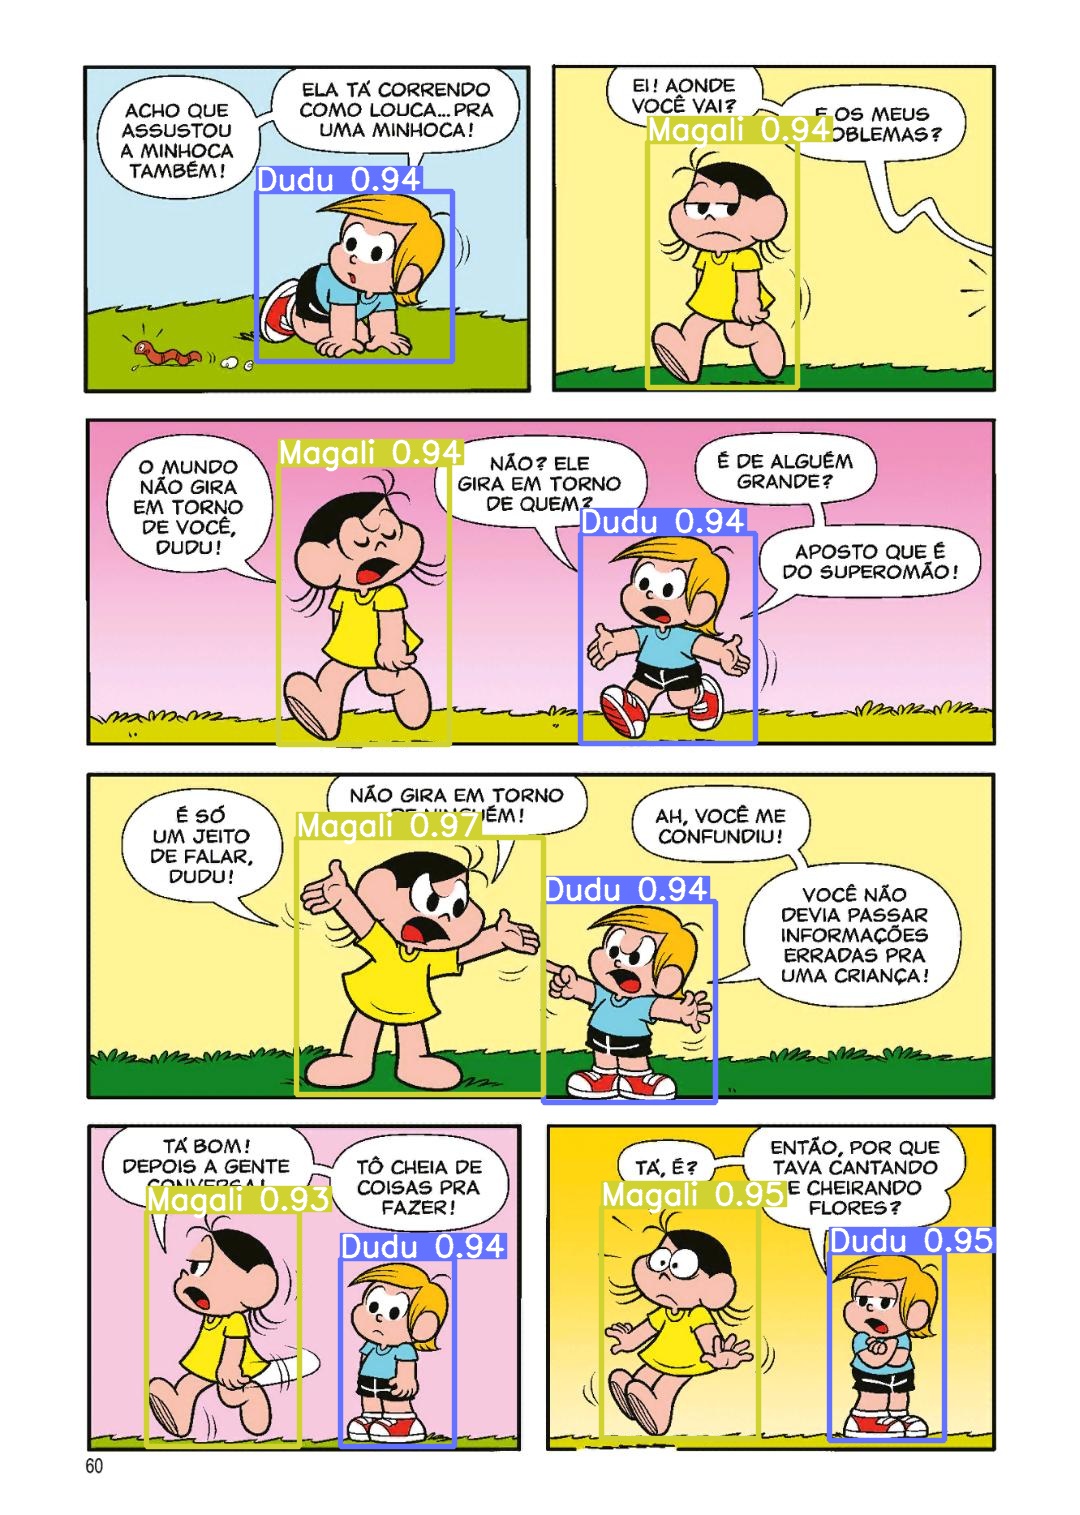 ACHO QUE
ASSUSTOU
A MINHOCA
TAMBÉM!
ELA TÁ CORRENDO
COMO LOUCA...PRA
UMA MINHOCA!
Dudu 0.94
EI! AONDE
VOCÊ VAI?
E OS MEUS
OBLEMAS?
Magali 0.94
O MUNDO
NÃO GIRA
EM TORNO
DE VOCÊ,
DUDU!
Magali 0.94
NÃO? ELE
GIRA EM TORNO
DE QUEM?
Dudu 0.94
É DE ALGUÉM
GRANDE?
APOSTO QUE É
DO SUPEROMÃO!
É SÓ
UM JEITO
DE FALAR,
DUDU!
NÃO GIRA EM TORNO
DE NINGUÉM!
Magali 0.97
AH, VOCÊ ME
CONFUNDIU!
Dudu 0.94
VOCÊ NÃO
DEVIA PASSAR
INFORMAÇÕES
ERRADAS PRA
UMA CRIANÇA!
TÁ BOM!
DEPOIS A GENTE
CONVERSA!
Magali 0.93
TÔ CHEIA DE
COISAS PRA
FAZER!
Dudu 0.94
TÁ, É?
Magali 0.95
ENTÃO, POR QUE
TAVA CANTANDO
E CHEIRANDO
FLORES?
Dudu 0.95
60